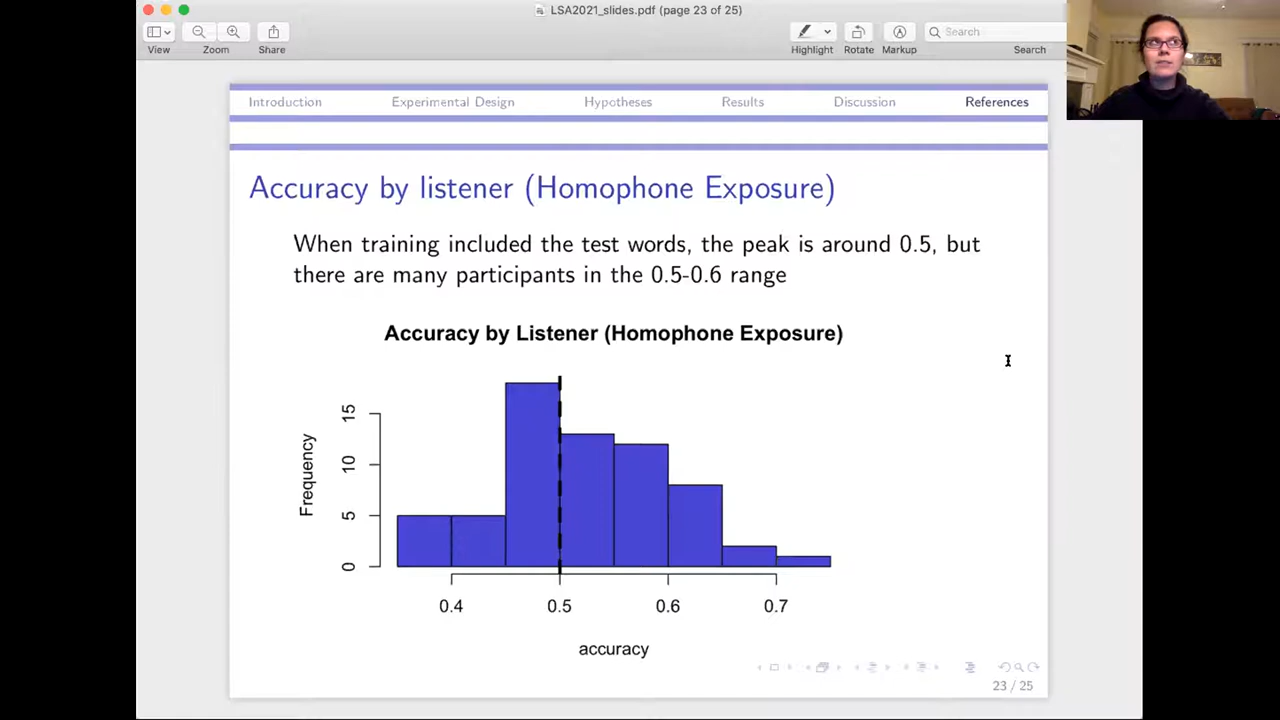 LSA2021_slides.pdf (page 23 of 25)
View Zoom Share Highlight Rotate Markup Search
Search
Introduction Experimental Design Hypotheses Results Discussion References
Accuracy by listener (Homophone Exposure)
When training included the test words, the peak is around 0.5, but
there are many participants in the 0.5-0.6 range
Accuracy by Listener (Homophone Exposure)
Frequency
15
10
5
0
0.4 0.5 0.6 0.7
accuracy
23 / 25